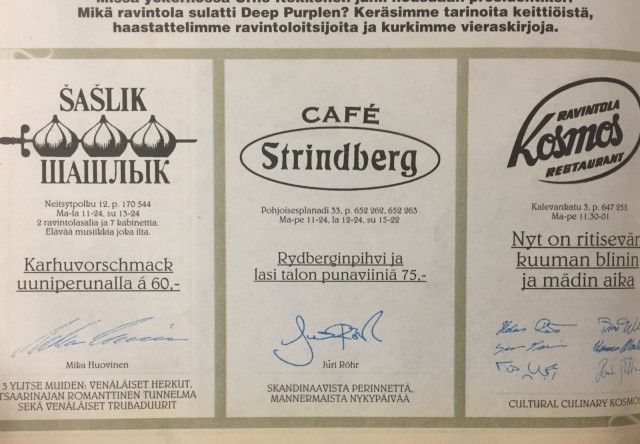 Mikä ravintola sulatti Deep Purplen? Keräsimme tarinoita keittiöistä,
haastattelimme ravintoloitsijoita ja kurkimme vieraskirjoja.
ŠAŠLIK
ШАШЛЫК
Neitsytpolku 12, p. 170 544
Ma-la 11-24, su 13-24
2 ravintolasalia ja 7 kabinettia.
Elävää musiikkia joka ilta.
Karhuvorschmack
uuniperunalla á 60,-
Mika Huovinen
3 YLITSE MUIDEN: VENÄLÄISET HERKUT,
TSAARINAJAN ROMANTTINEN TUNNELMA
SEKÄ VENÄLÄISET TRUBADUURIT
CAFÉ
Strindberg
Pohjoisesplanadi 33, p. 652 262, 652 263
Ma-pe 11-24, la 12-24, su 15-22
Rydberginpihvi ja
lasi talon punaviiniä 75,-
Jüri Röhr
SKANDINAAVISTA PERINNETTÄ,
MANNERMAISTA NYKYPÄIVÄÄ
RAVINTOLA
Kosmos
RESTAURANT
Kalevankatu 3, p. 647 255
Ma-pe 11:30-01
Nyt on ritisevän
kuuman blinin
ja mädin aika
CULTURAL CULINARY KOSMOS